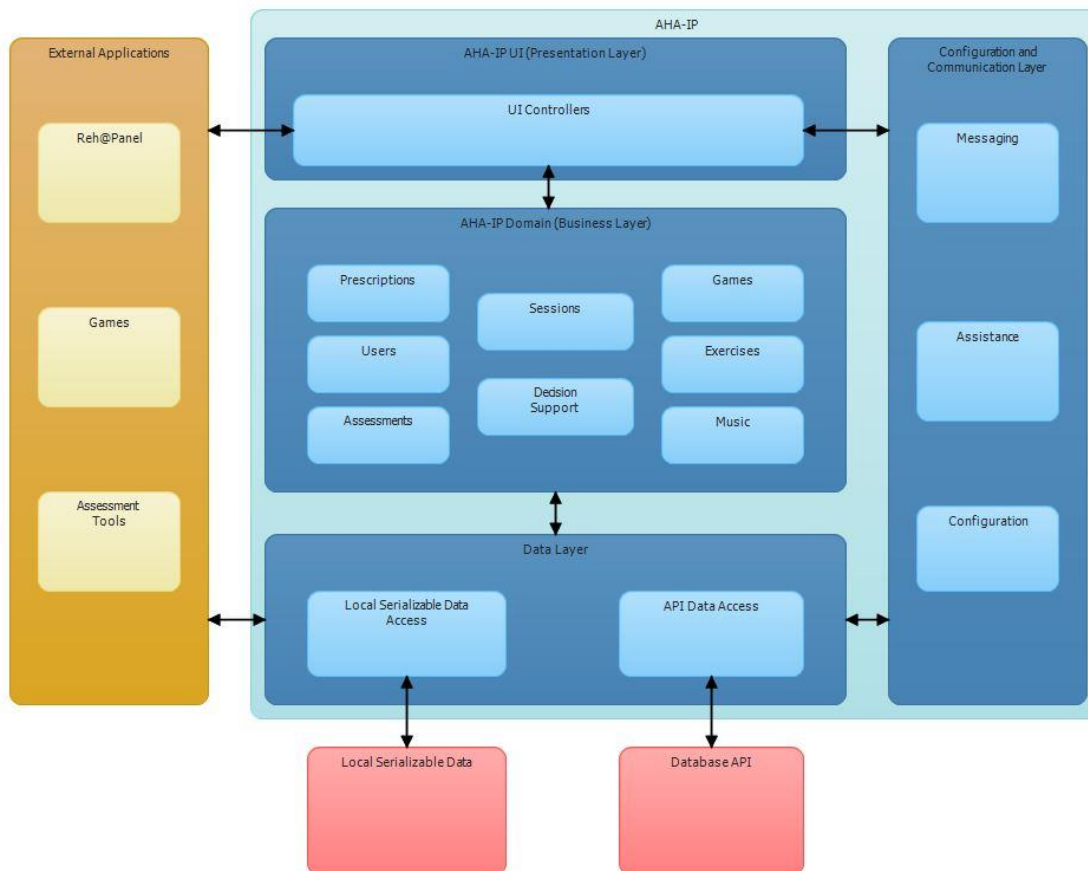 AHA-IP
External Applications
Reh@Panel
Games
Assessment
Tools
AHA-IP UI (Presentation Layer)
UI Controllers
AHA-IP Domain (Business Layer)
Prescriptions
Users
Assessments
Sessions
Decision
Support
Games
Exercises
Music
Data Layer
Local Serializable Data
Access
API Data Access
Configuration and
Communication Layer
Messaging
Assistance
Configuration
Local Serializable Data
Database API